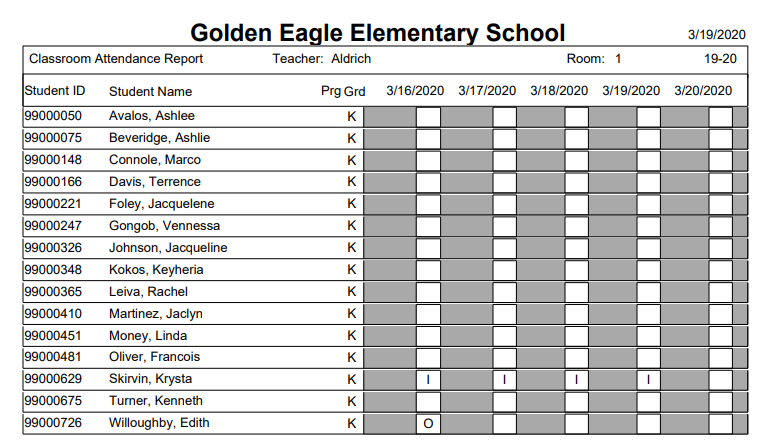 Golden Eagle Elementary School 3/19/2020
Classroom Attendance Report Teacher: Aldrich Room: 1 19-20
Student ID Student Name Prg Grd 3/16/2020 3/17/2020 3/18/2020 3/19/2020 3/20/2020
99000050 Avalos, Ashlee K
99000075 Beveridge, Ashlie K
99000148 Connole, Marco K
99000166 Davis, Terrence K
99000221 Foley, Jacquelene K
99000247 Gongob, Vennessa K
99000326 Johnson, Jacqueline K
99000348 Kokos, Keyheria K
99000365 Leiva, Rachel K
99000410 Martinez, Jaclyn K
99000451 Money, Linda K
99000481 Oliver, Francois K
99000629 Skirvin, Krysta K I I I I
99000675 Turner, Kenneth K
99000726 Willoughby, Edith K O